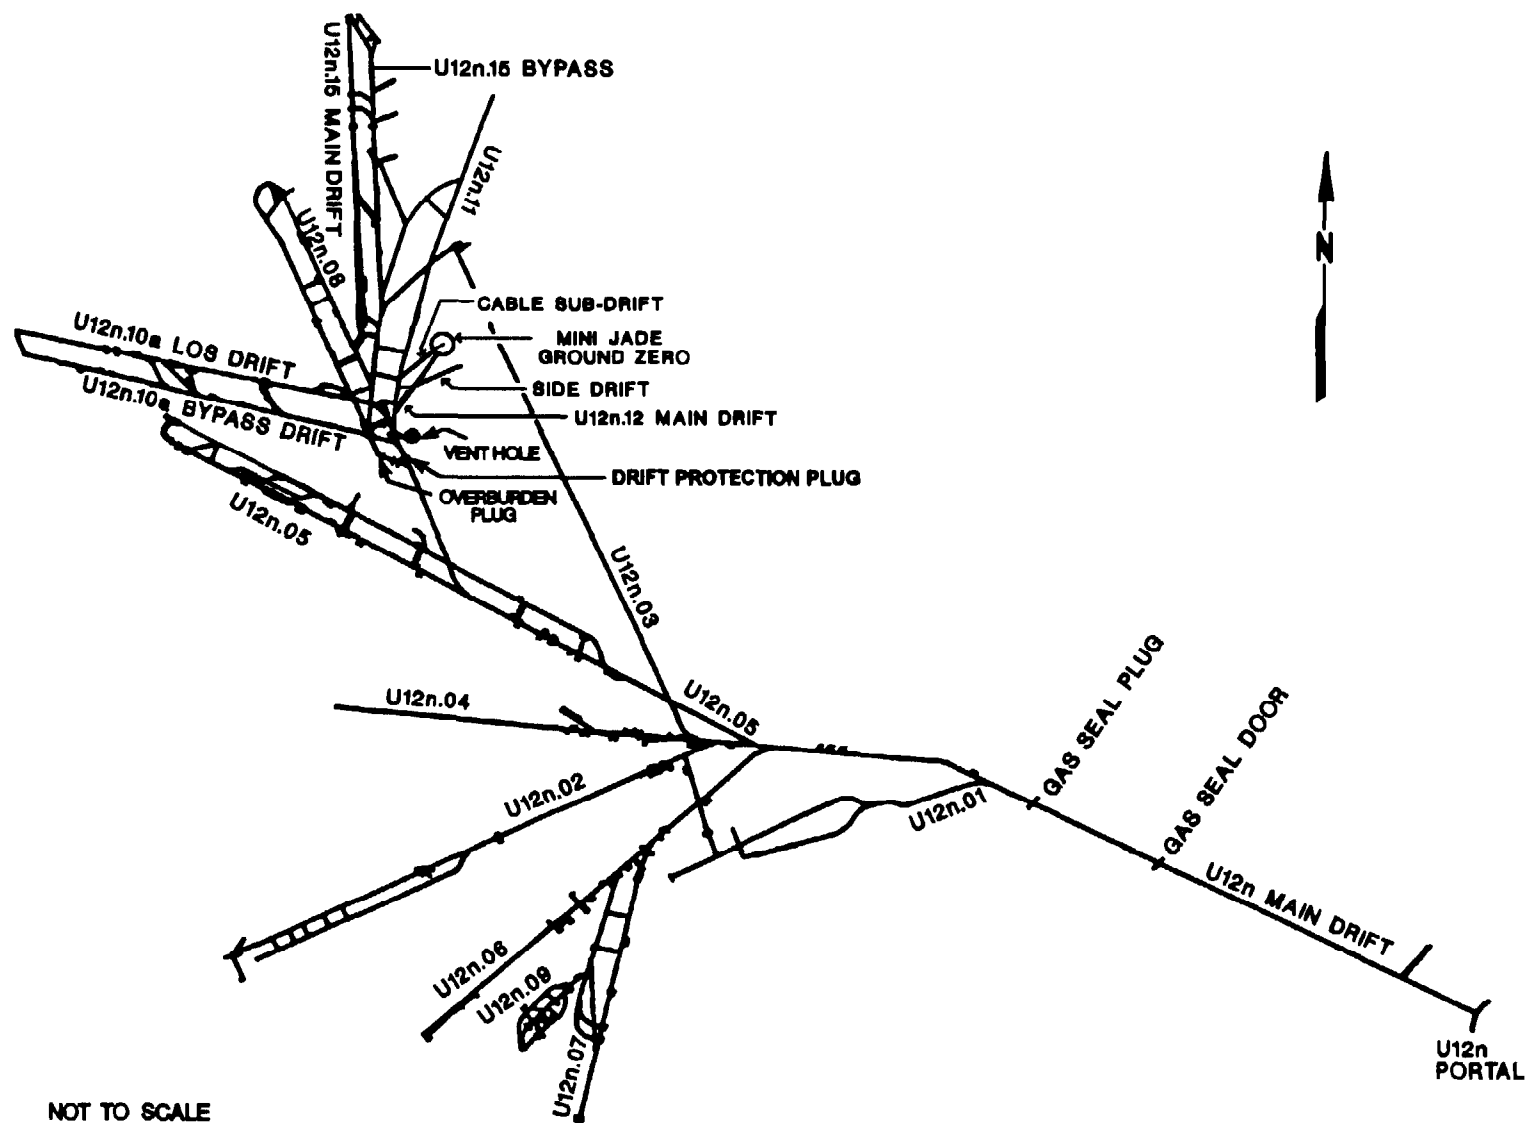 U12n.15 BYPASS
U12n.15 MAIN DRIFT
U12n.11
U12n.08
CABLE SUB-DRIFT
MINI JADE
GROUND ZERO
U12n.10a LOS DRIFT
SIDE DRIFT
U12n.10a BYPASS DRIFT
U12n.12 MAIN DRIFT
VENT HOLE
DRIFT PROTECTION PLUG
OVERBURDEN
PLUG
U12n.05
U12n.03
N
U12n.04
U12n.05
GAS SEAL PLUG
GAS SEAL DOOR
U12n.02
U12n.01
U12n MAIN DRIFT
U12n.06
U12n.09
U12n.07
U12n
PORTAL
NOT TO SCALE